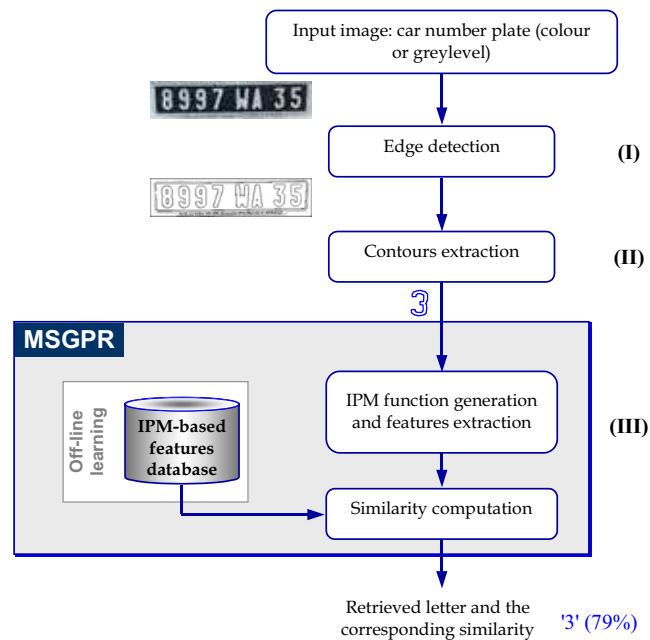 Input image: car number plate (colour
or greylevel)
8997 WA 35
Edge detection
(I)
8997 WA 35
Contours extraction
(II)
3
MSGPR
Off-line
learning
IPM-based
features
database
IPM function generation
and features extraction
(III)
Similarity computation
Retrieved letter and the
corresponding similarity
'3' (79%)